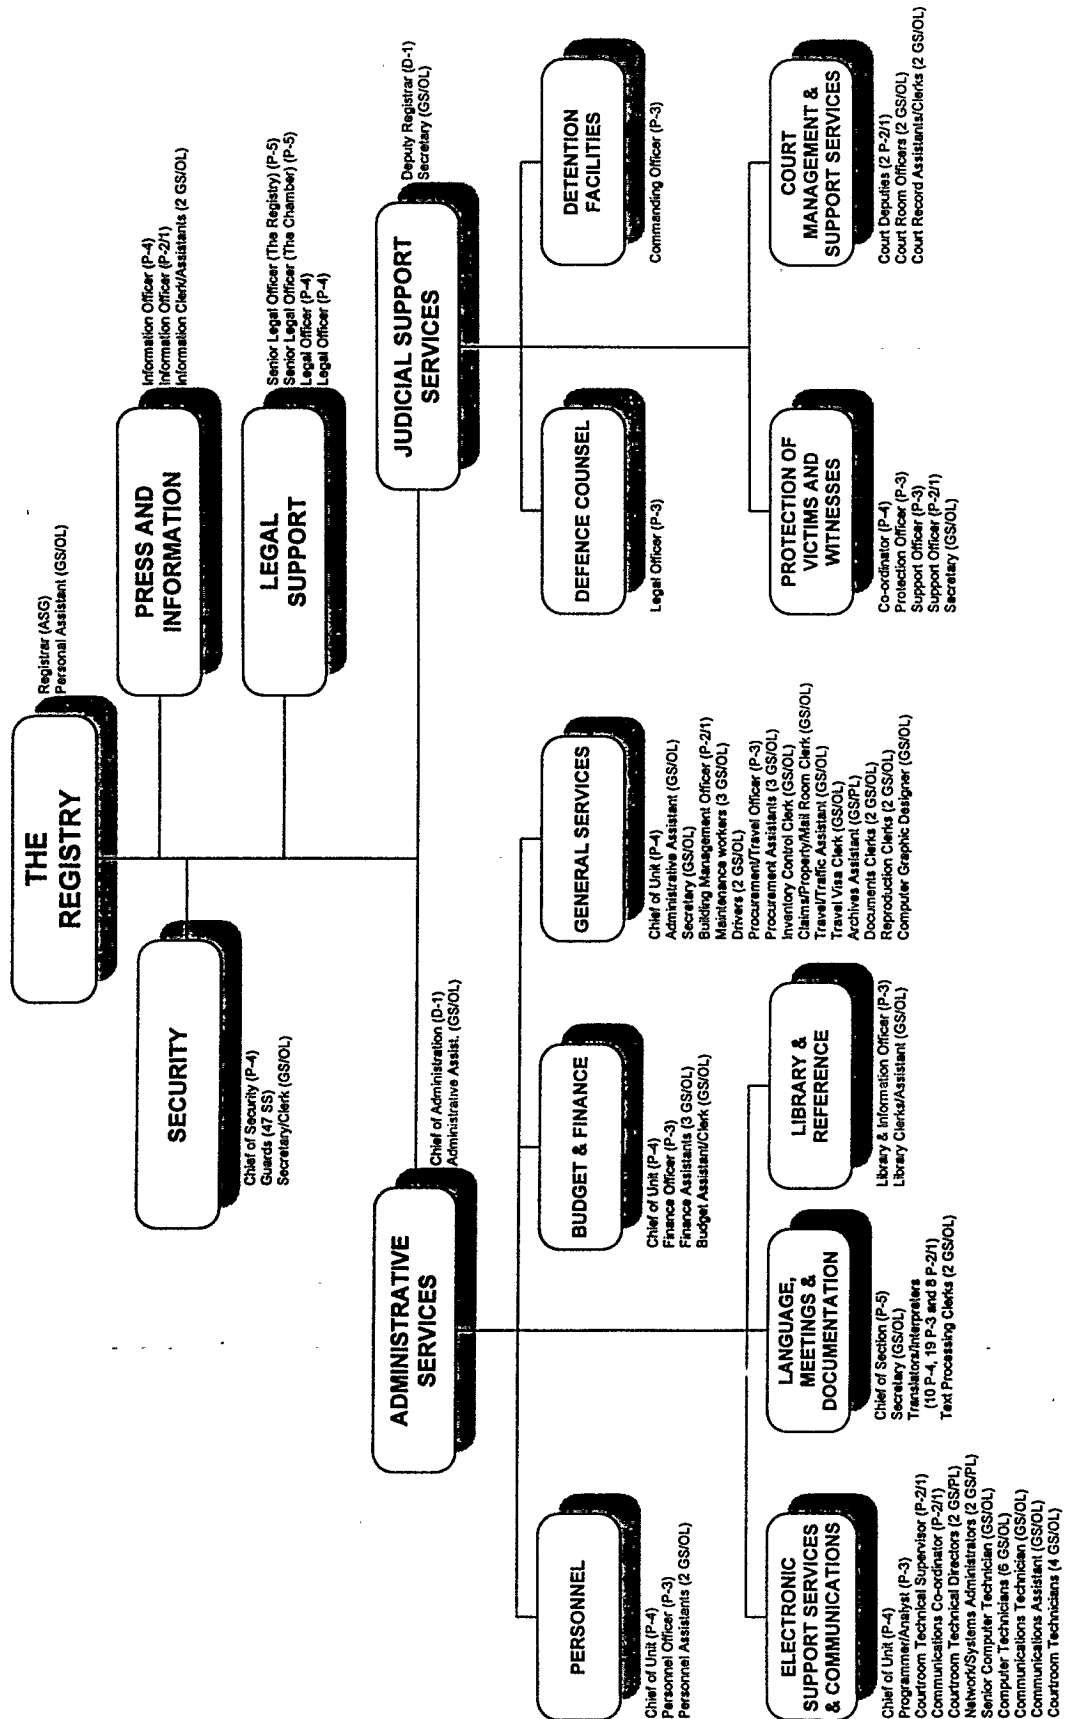 THE
REGISTRY
Registrar (ASG)
Personal Assistant (GS/OL)
SECURITY
Chief of Security (P-4)
Guards (47 SS)
Secretary/Clerk (GS/OL)
PRESS AND
INFORMATION
Information Officer (P-4)
Information Officer (P-2/1)
Information Clerk/Assistants (2 GS/OL)
LEGAL
SUPPORT
Senior Legal Officer (The Registry) (P-5)
Senior Legal Officer (The Chamber) (P-5)
Legal Officer (P-4)
Legal Officer (P-4)
ADMINISTRATIVE
SERVICES
Chief of Administration (D-1)
Administrative Assist. (GS/OL)
JUDICIAL SUPPORT
SERVICES
Deputy Registrar (D-1)
Secretary (GS/OL)
PERSONNEL
Chief of Unit (P-4)
Personnel Officer (P-3)
Personnel Assistants (2 GS/OL)
BUDGET & FINANCE
Chief of Unit (P-4)
Finance Officer (P-3)
Finance Assistants (3 GS/OL)
Budget Assistant/Clerk (GS/OL)
GENERAL SERVICES
Chief of Unit (P-4)
Administrative Assistant (GS/OL)
Secretary (GS/OL)
Building Management Officer (P-2/1)
Maintenance workers (3 GS/OL)
Drivers (2 GS/OL)
Procurement/Travel Officer (P-3)
Procurement Assistants (3 GS/OL)
Inventory Control Clerk (GS/OL)
Claims/Property/Mail Room Clerk (GS/OL)
Travel/Traffic Assistant (GS/OL)
Travel Visa Clerk (GS/OL)
Archives Assistant (GS/PL)
Documents Clerks (2 GS/OL)
Reproduction Clerks (2 GS/OL)
Computer Graphic Designer (GS/OL)
DEFENCE COUNSEL
Legal Officer (P-3)
DETENTION
FACILITIES
Commanding Officer (P-3)
ELECTRONIC
SUPPORT SERVICES
& COMMUNICATIONS
Chief of Unit (P-4)
Programmer/Analyst (P-3)
Courtroom Technical Supervisor (P-2/1)
Communications Co-ordinator (P-2/1)
Courtroom Technical Directors (2 GS/PL)
Network/Systems Administrators (2 GS/PL)
Senior Computer Technician (GS/OL)
Computer Technicians (6 GS/OL)
Communications Technician (GS/OL)
Communications Assistant (GS/OL)
Courtroom Technicians (4 GS/OL)
LANGUAGE,
MEETINGS &
DOCUMENTATION
Chief of Section (P-5)
Secretary (GS/OL)
Translators/Interpreters
(10 P-4, 19 P-3 and 8 P-2/1)
Text Processing Clerks (2 GS/OL)
LIBRARY &
REFERENCE
Library & Information Officer (P-3)
Library Clerks/Assistant (GS/OL)
PROTECTION OF
VICTIMS AND
WITNESSES
Co-ordinator (P-4)
Protection Officer (P-3)
Support Officer (P-3)
Support Officer (P-2/1)
Secretary (GS/OL)
COURT
MANAGEMENT &
SUPPORT SERVICES
Court Deputies (2 P-2/1)
Court Room Officers (2 GS/OL)
Court Record Assistants/Clerks (2 GS/OL)